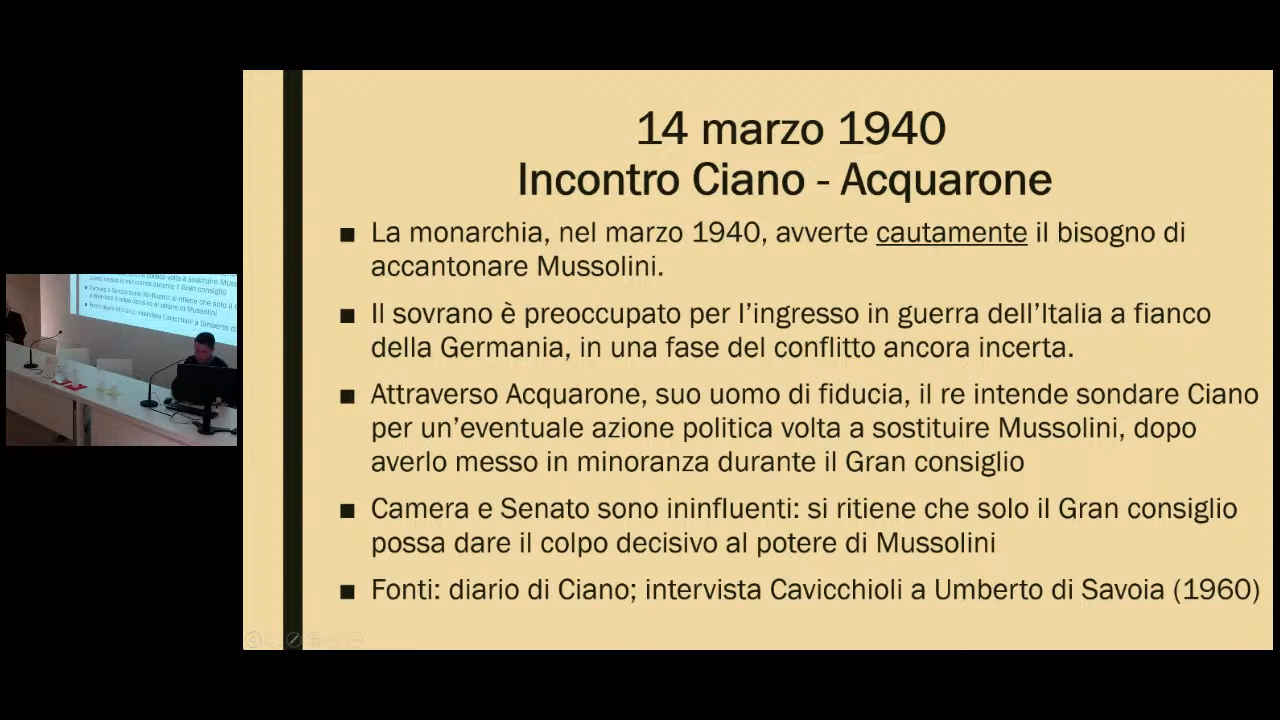 14 marzo 1940
Incontro Ciano - Acquarone
■ La monarchia, nel marzo 1940, avverte cautamente il bisogno di
accantonare Mussolini.
■ Il sovrano è preoccupato per l’ingresso in guerra dell’Italia a fianco
della Germania, in una fase del conflitto ancora incerta.
■ Attraverso Acquarone, suo uomo di fiducia, il re intende sondare Ciano
per un’eventuale azione politica volta a sostituire Mussolini, dopo
averlo messo in minoranza durante il Gran consiglio
■ Camera e Senato sono ininfluenti: si ritiene che solo il Gran consiglio
possa dare il colpo decisivo al potere di Mussolini
■ Fonti: diario di Ciano; intervista Cavicchioli a Umberto di Savoia (1960)